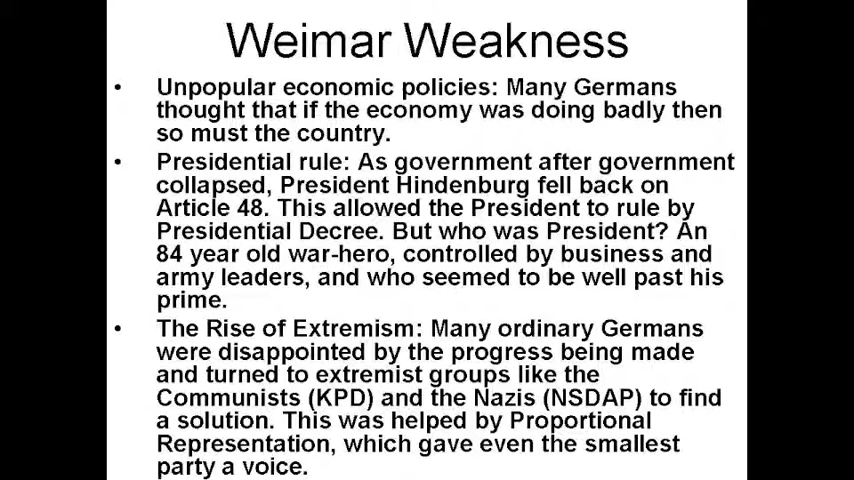 Weimar Weakness
• Unpopular economic policies: Many Germans
thought that if the economy was doing badly then
so must the country.
• Presidential rule: As government after government
collapsed, President Hindenburg fell back on
Article 48. This allowed the President to rule by
Presidential Decree. But who was President? An
84 year old war-hero, controlled by business and
army leaders, and who seemed to be well past his
prime.
• The Rise of Extremism: Many ordinary Germans
were disappointed by the progress being made
and turned to extremist groups like the
Communists (KPD) and the Nazis (NSDAP) to find
a solution. This was helped by Proportional
Representation, which gave even the smallest
party a voice.